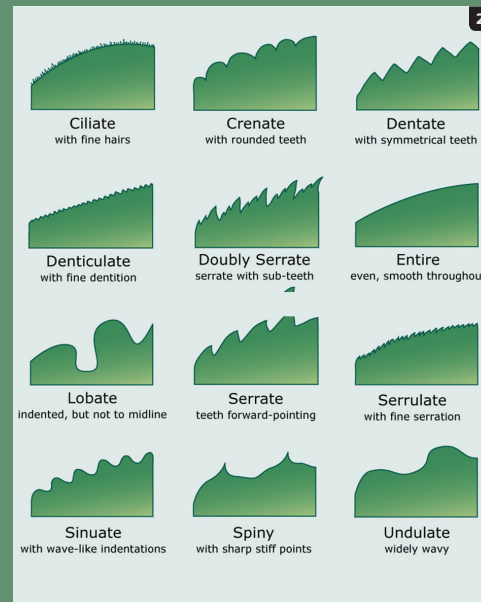 2
Ciliate
with fine hairs
Crenate
with rounded teeth
Dentate
with symmetrical teeth
Denticulate
with fine dentition
Doubly Serrate
serrate with sub-teeth
Entire
even, smooth throughou
Lobate
indented, but not to midline
Serrate
teeth forward-pointing
Serrulate
with fine serration
Sinuate
with wave-like indentations
Spiny
with sharp stiff points
Undulate
widely wavy